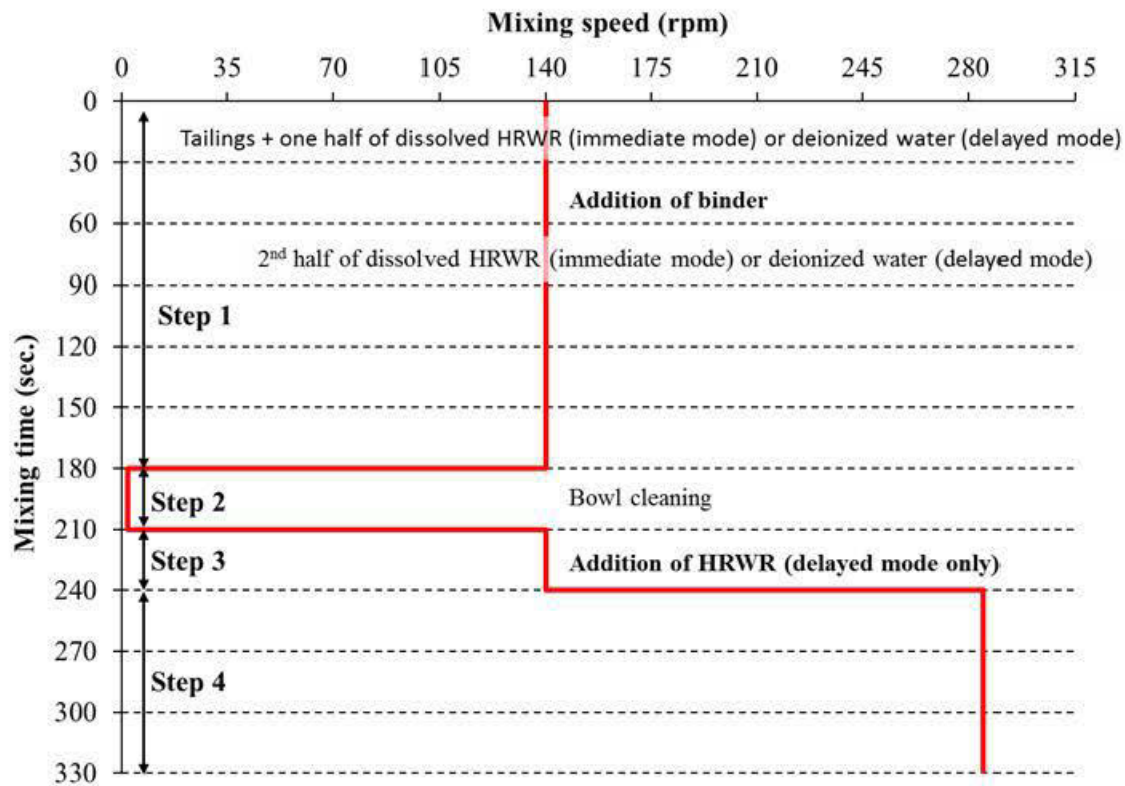 Mixing speed (rpm)
0 35 70 105 140 175 210 245 280 315
0
Tailings + one half of dissolved HRWR (immediate mode) or deionized water (delayed mode)
30
Addition of binder
60
2nd half of dissolved HRWR (immediate mode) or deionized water (delayed mode)
90
Step 1
120
150
Mixing time (sec.)
180
Step 2
Bowl cleaning
210
Step 3
Addition of HRWR (delayed mode only)
240
270
Step 4
300
330